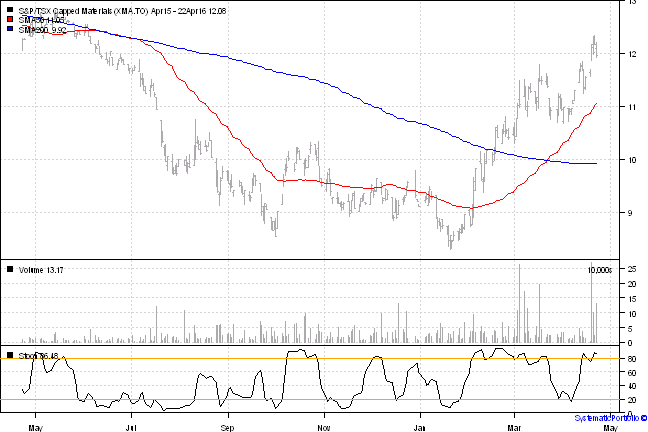 S&P/TSX Capped Materials (XMA.TO) Apr15 - 22Apr16 12.08
SMA50 11.05
SMA200 9.92
13
12
11
10
9
Volume 13.17
10,000s
25
20
15
10
5
0
Stoch 86.48
80
60
40
20
0
May
Jul
Sep
Nov
Jan
Mar
May
SystematicPortfolio ©